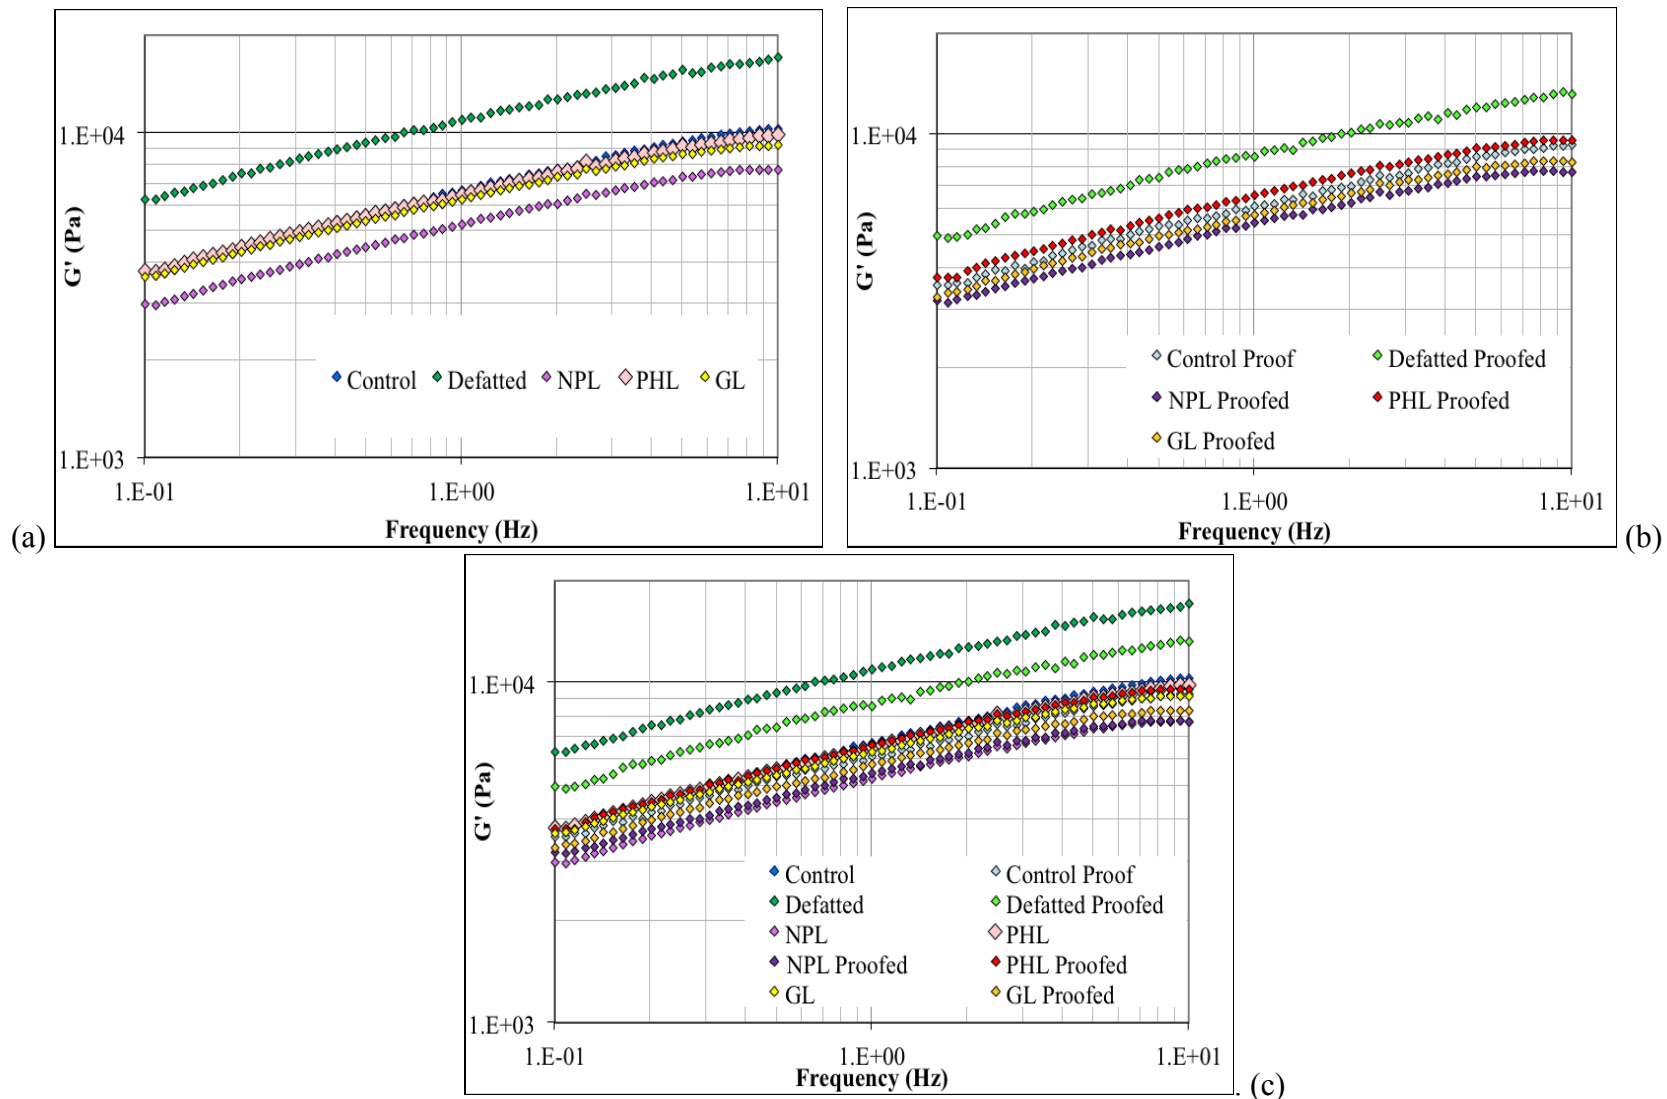 1.E+04
G' (Pa)
Control Defatted NPL PHL GL
1.E+03
1.E-01 1.E+00 1.E+01
Frequency (Hz)
(a)
1.E+04
G' (Pa)
Control Proof Defatted Proofed
NPL Proofed PHL Proofed
GL Proofed
1.E+03
1.E-01 1.E+00 1.E+01
Frequency (Hz)
(b)
1.E+04
G' (Pa)
Control Control Proof
Defatted Defatted Proofed
NPL PHL
NPL Proofed PHL Proofed
GL GL Proofed
1.E+03
1.E-01 1.E+00 1.E+01
Frequency (Hz)
. (c)